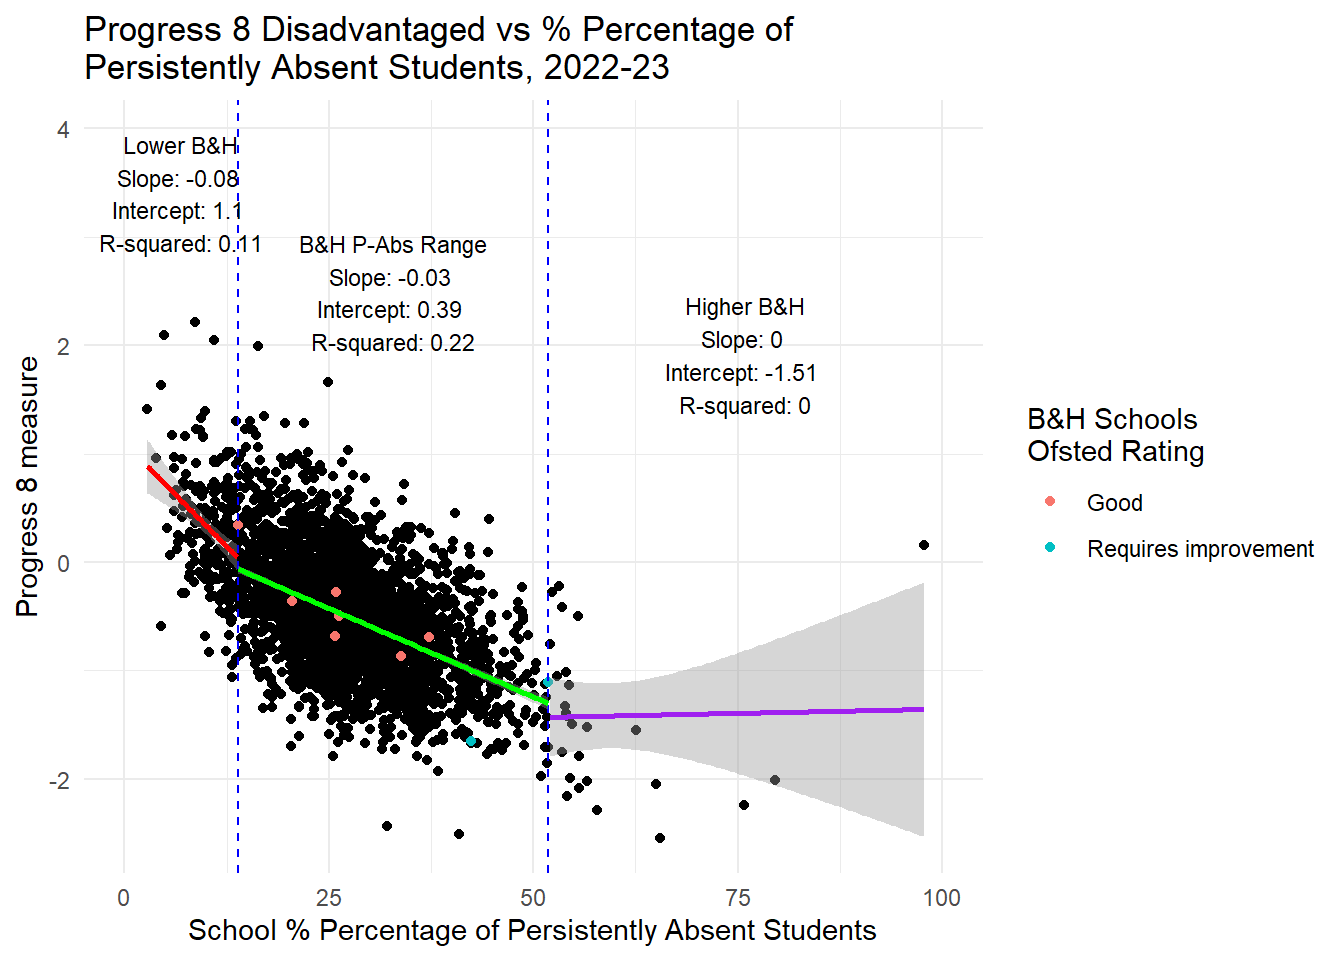 Progress 8 Disadvantaged vs % Percentage of
Persistently Absent Students, 2022-23
Progress 8 measure
4
2
0
-2
Lower B&H
Slope: -0.08
Intercept: 1.1
R-squared: 0.11
B&H P-Abs Range
Slope: -0.03
Intercept: 0.39
R-squared: 0.22
Higher B&H
Slope: 0
Intercept: -1.51
R-squared: 0
B&H Schools
Ofsted Rating
Good
Requires improvement
0
25
50
75
100
School % Percentage of Persistently Absent Students